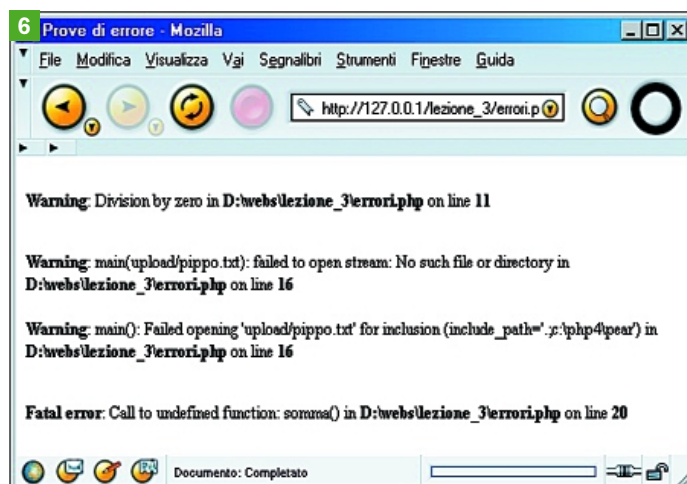 6
Prove di errore - Mozilla
File Modifica Visualizza Vai Segnalibri Strumenti Finestre Guida
http://127.0.0.1/lezione_3/errori.p
Warning: Division by zero in D:\webs\lezione_3\errori.php on line 11
Warning: main(upload/pippo.txt): failed to open stream: No such file or directory in
D:\webs\lezione_3\errori.php on line 16
Warning: main(): Failed opening 'upload/pippo.txt' for inclusion (include_path='.;c:\php4\pear') in
D:\webs\lezione_3\errori.php on line 16
Fatal error: Call to undefined function: somma() in D:\webs\lezione_3\errori.php on line 20
Documento: Completato